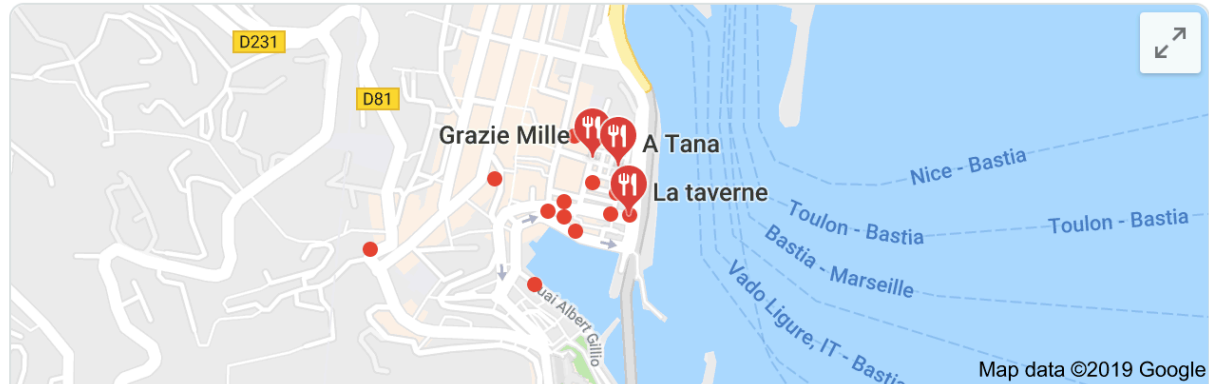 D231
D81
Grazie Mille
A Tana
La taverne
Nice - Bastia
Toulon - Bastia
Toulon - Bastia
Bastia - Marseille
Vado Ligure, IT - Bastia
uai Albert Gillio
Map data ©2019 Google